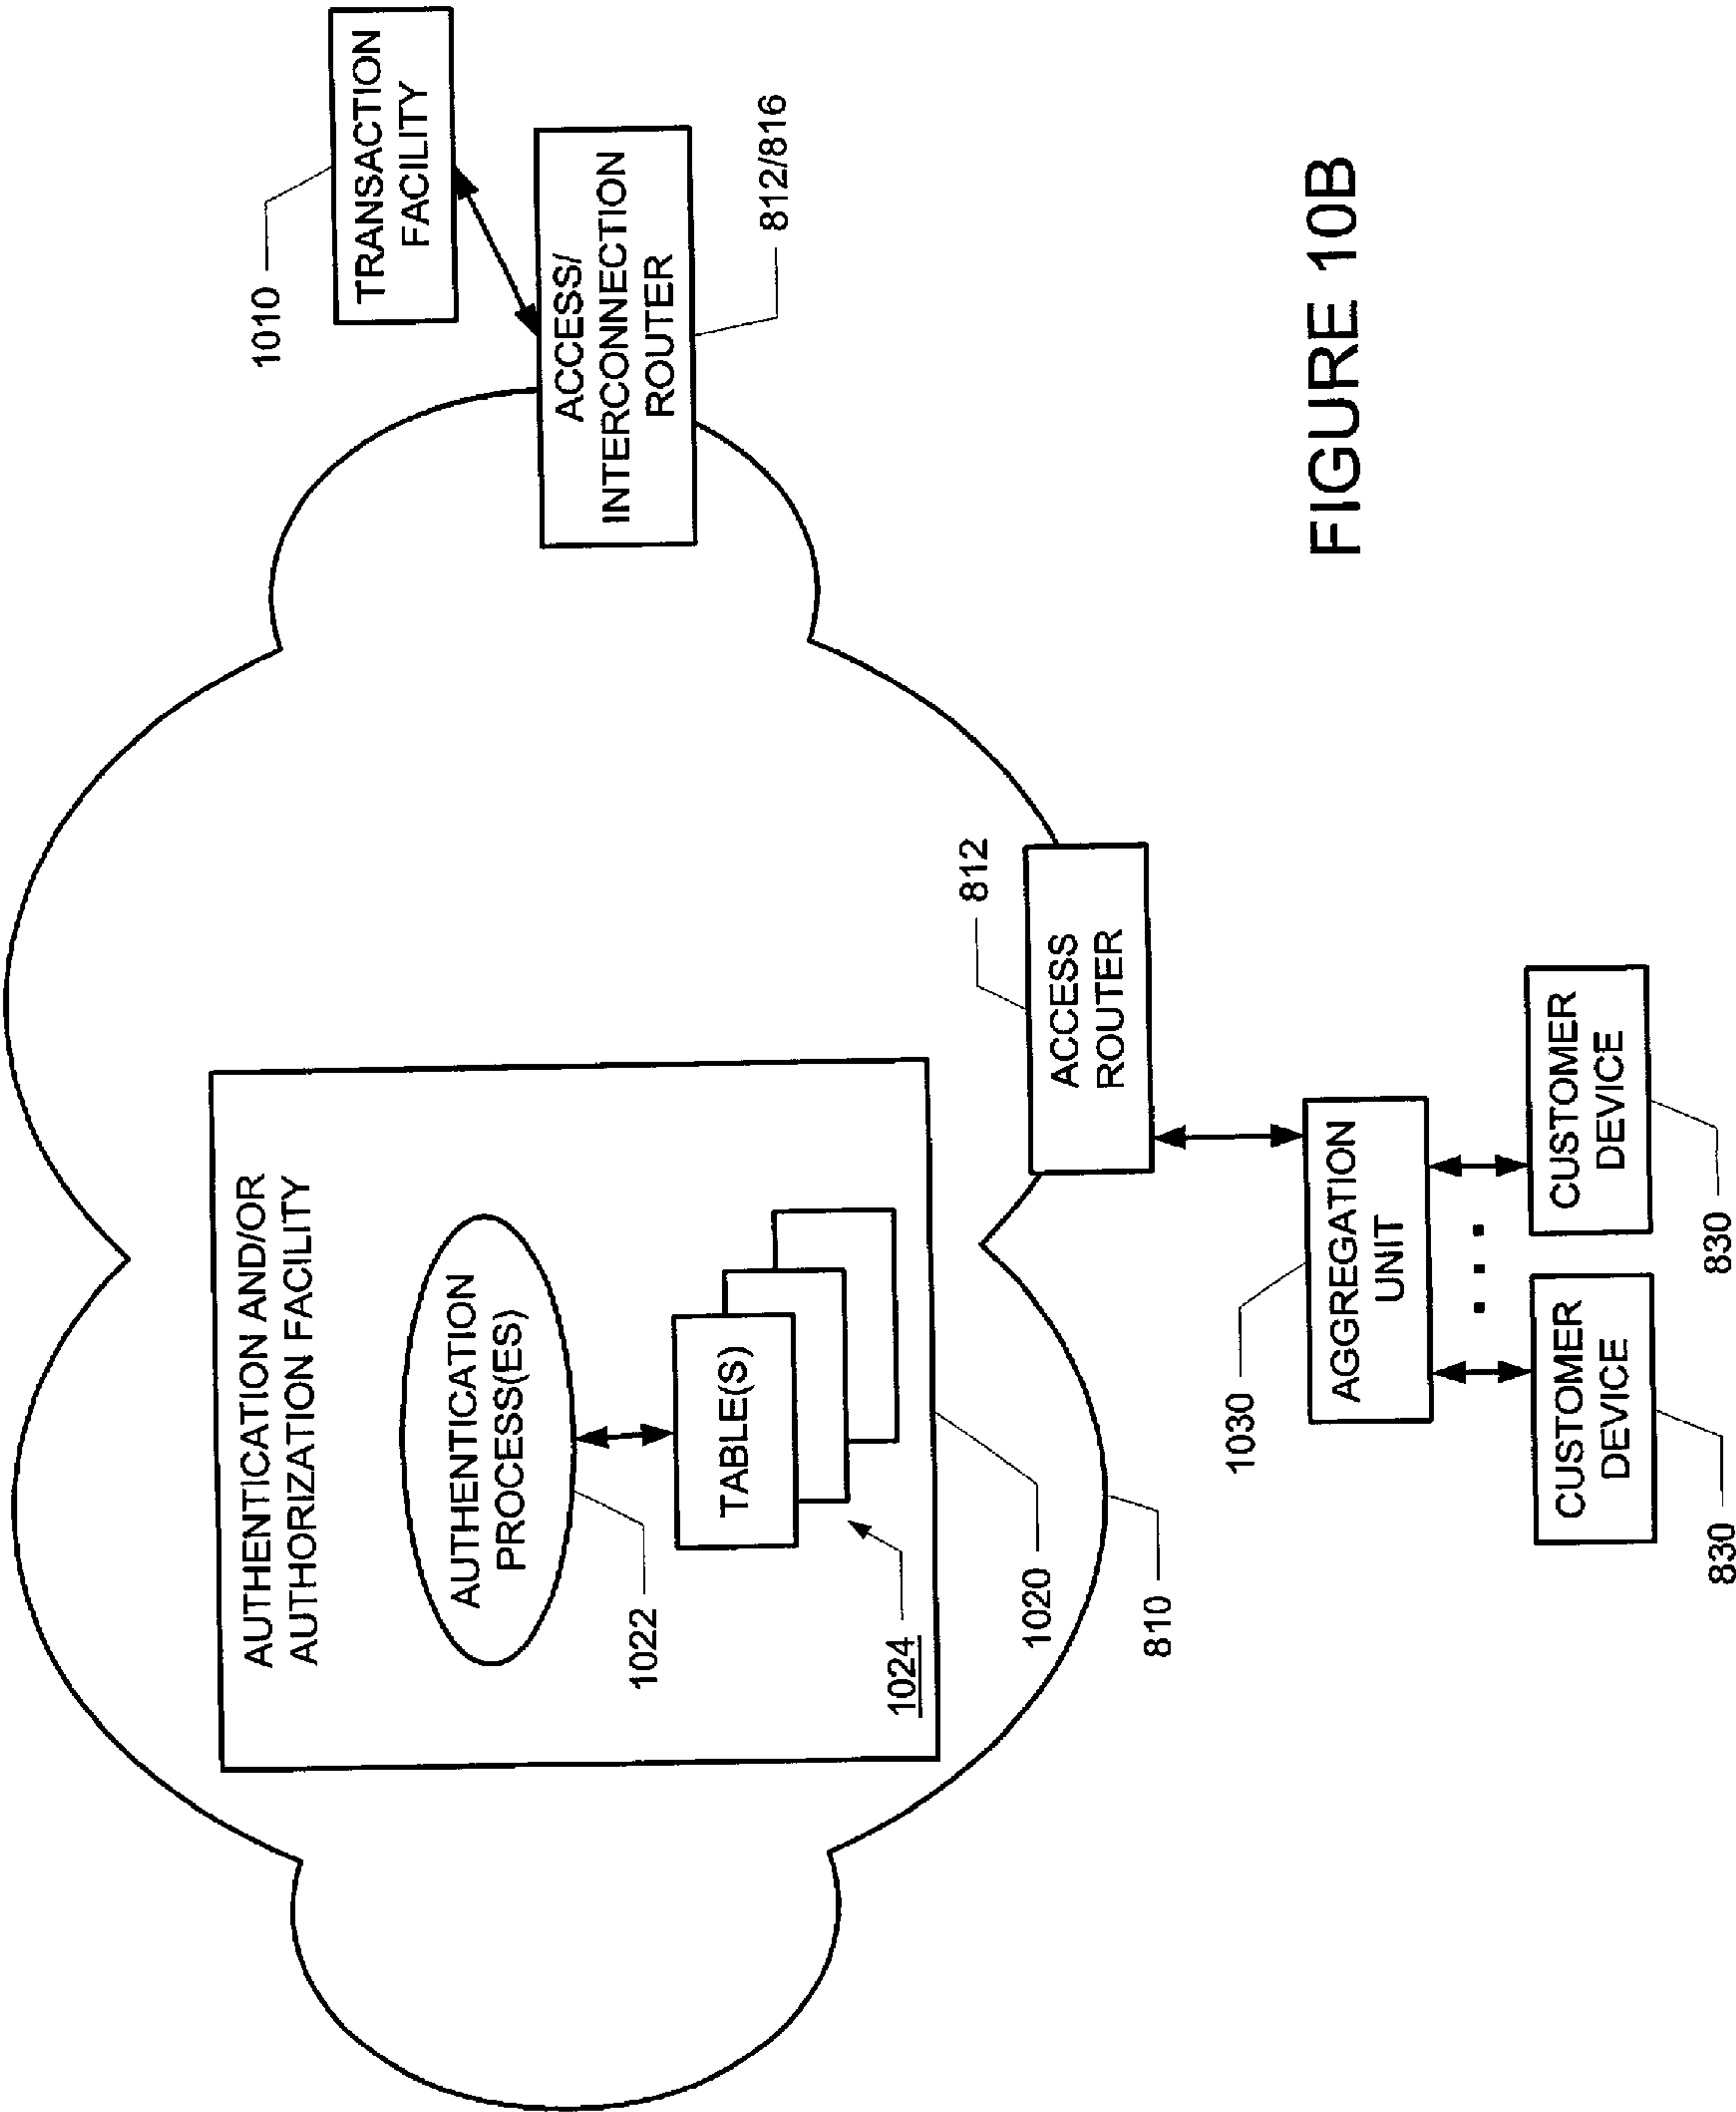 AUTHENTICATION AND/OR
AUTHORIZATION FACILITY
AUTHENTICATION
PROCESS(ES)
1022
TABLE(S)
1024
1020
810
1010
TRANSACTION
FACILITY
ACCESS/
INTERCONNECTION
ROUTER
812/816
812
ACCESS
ROUTER
1030
AGGREGATION
UNIT
CUSTOMER
DEVICE
830
CUSTOMER
DEVICE
830
FIGURE 10B